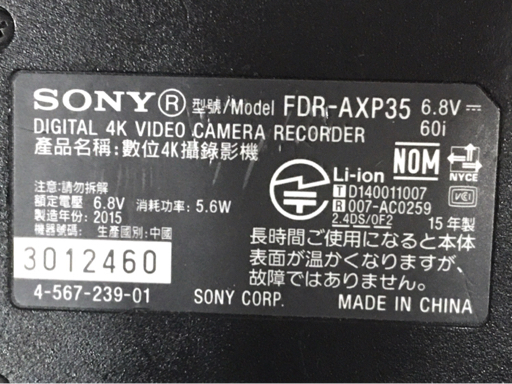 SONY® 型號/Model FDR-AXP35 6.8V⎓
DIGITAL 4K VIDEO CAMERA RECORDER 60i
產品名稱:數位4K攝錄影機
Li-ion
NOM
NYCE
注意:請勿拆解
額定電壓 6.8V 消耗功率: 5.6W
製造年份: 2015
機器號碼: 生產國別:中國
T D140011007
R 007-AC0259
2.4DS/OF2
15年製
3012460
長時間ご使用になると本体
表面が温かくなりますが、
故障ではありません。
4-567-239-01 SONY CORP. MADE IN CHINA